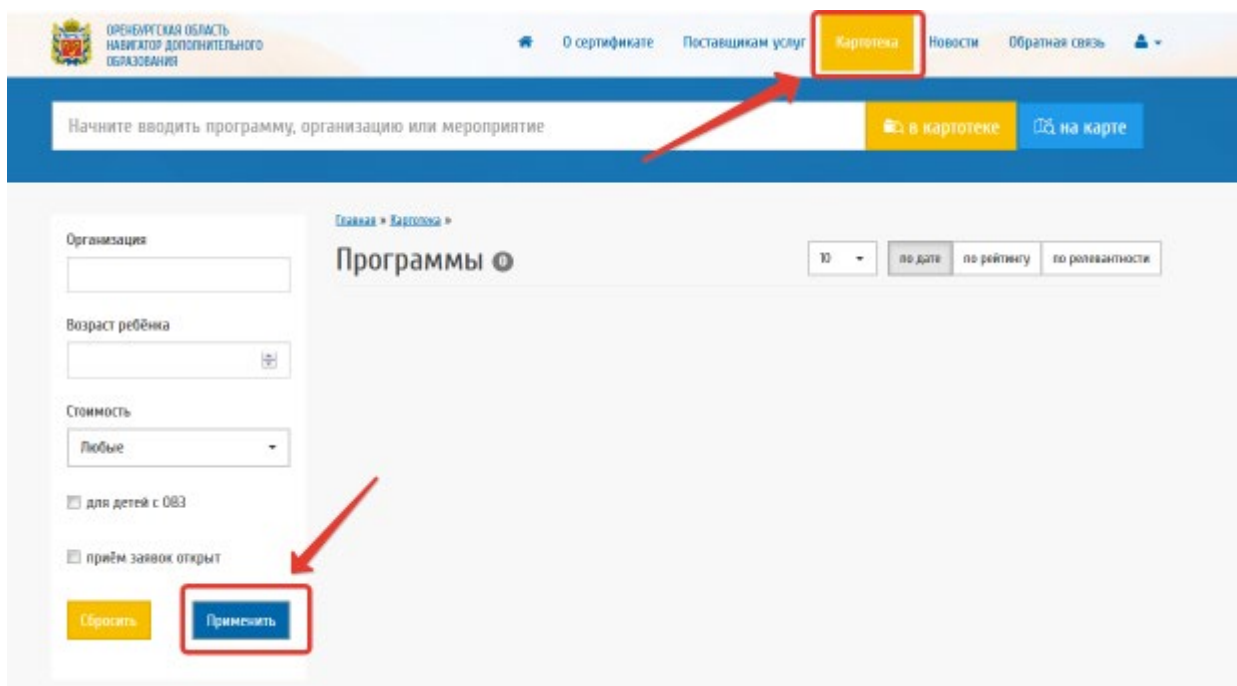 ОРЕНБУРГСКАЯ ОБЛАСТЬ
НАВИГАТОР ДОПОЛНИТЕЛЬНОГО
ОБРАЗОВАНИЯ
О сертификате Поставщикам услуг Картотека Новости Обратная связь
Начните вводить программу, организацию или мероприятие
в картотеке
на карте
Главная » Картотека »
Программы 0
10
по дате по рейтингу по релевантности
Организация
Возраст ребёнка
Стоимость
Любые
для детей с ОВЗ
приём заявок открыт
Сбросить Применить